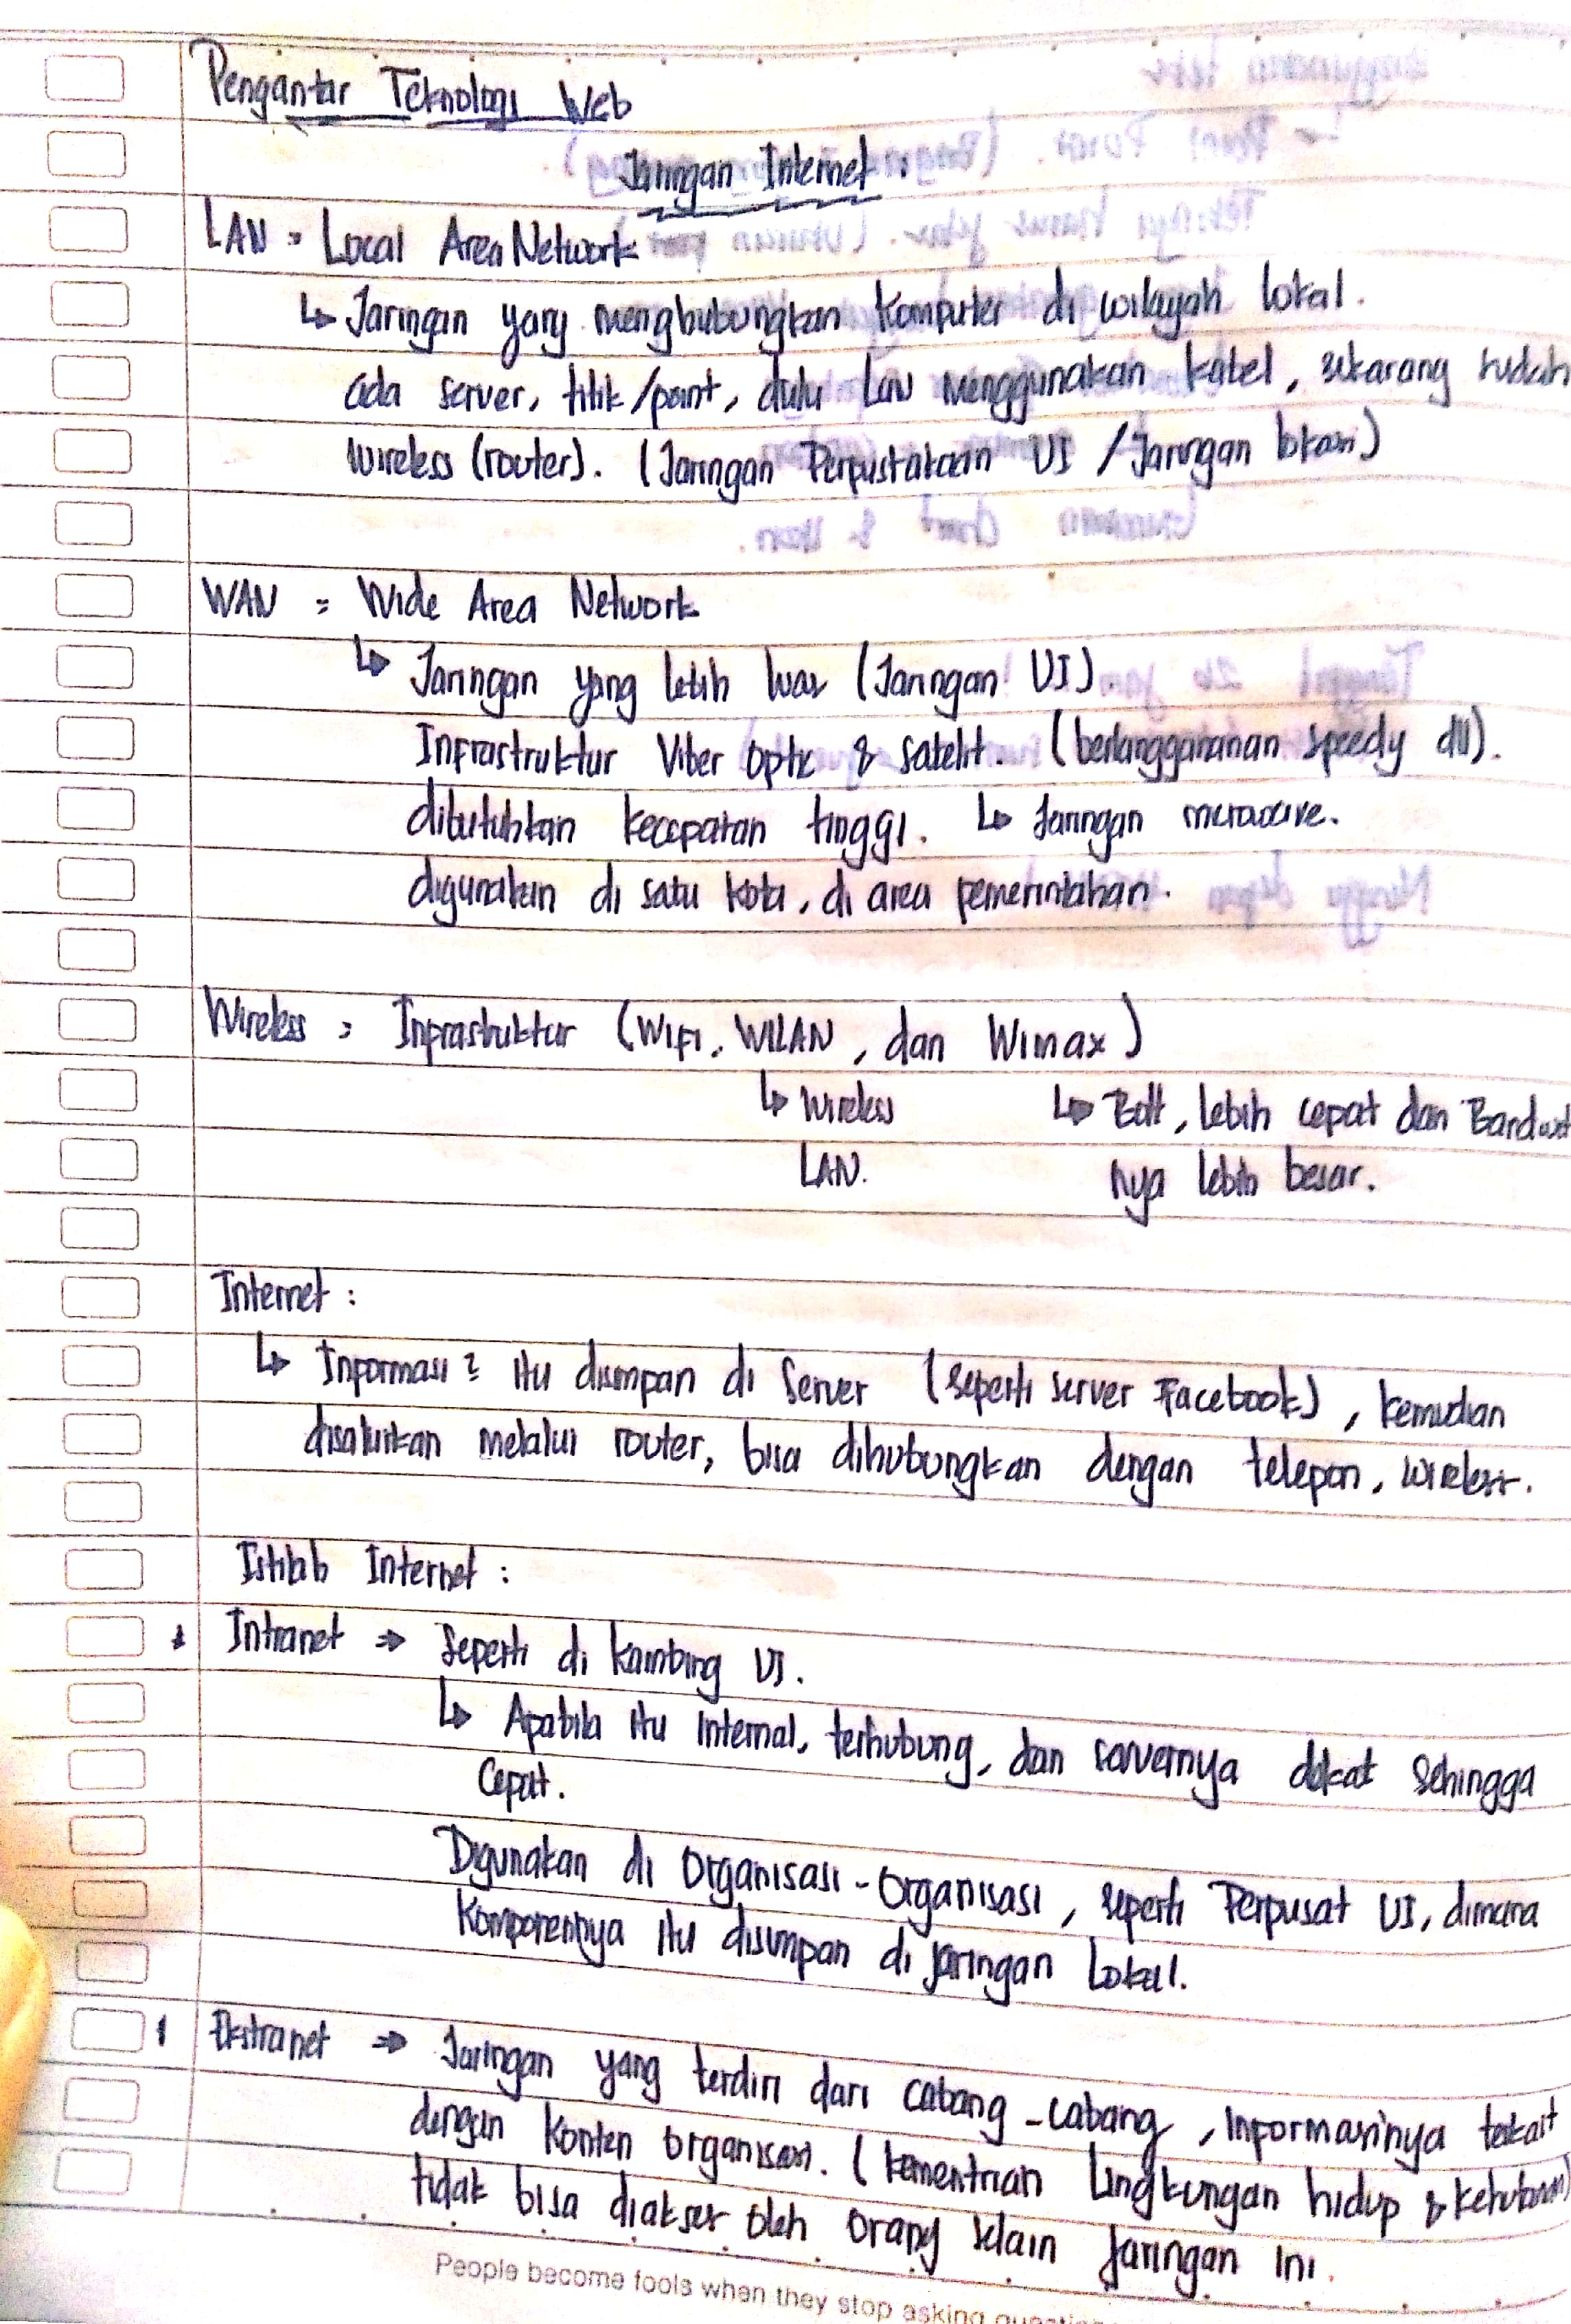 Pengantar Teknologi Web
Jaringan Internet.
LAN = Local Area Network
↳ Jaringan yang menghubungkan komputer di wilayah lokal.
ada server, titik/point, dulu LAN menggunakan kabel, sekarang sudah
wireless (router). (Jaringan Perpustakaan UI / Jaringan lokasi)
WAN = Wide Area Network
↳ Jaringan yang lebih luas (Jaringan UI).
Infrastruktur Viber optic & satelit. (berlangganan speedy dll).
dibutuhkan kecepatan tinggi. ↳ Jaringan microwave.
digunakan di satu kota, di area pemerintahan.
Wireless = Infrastruktur (Wifi, WILAN, dan Wimax)
↳ Wireless ↳ Bolt, lebih cepat dan Bandwit
LAN. nya lebih besar.
Internet :
↳ Informasi2 itu disimpan di Server (seperti server Facebook), kemudian
disalurkan melalui router, bisa dihubungkan dengan telepon, wireless.
Istilah Internet :
Intranet ⇒ Seperti di kambing UI.
↳ Apabila itu internal, terhubung, dan servernya dekat sehingga
Cepat.
Digunakan di Organisasi-Organisasi, seperti Perpusat UI, dimana
Komponennya itu disimpan di jaringan Lokal.
Ekstranet ⇒ Jaringan yang terdiri dari cabang-cabang, informasinya tekait
dengan konten organisasi. (kementrian Lingkungan hidup & kehutanan)
tidak bisa diakses oleh orang selain jaringan ini.
People become fools when they stop asking